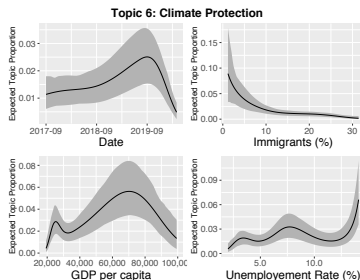 Topic 6: Climate Protection
Expected Topic Proportion
0.03
0.02
0.01
2017-09 2018-09 2019-09
Date
Expected Topic Proportion
0.15
0.10
0.05
0.00
0 10 20 30
Immigrants (%)
Expected Topic Proportion
0.08
0.06
0.04
0.02
0.00
20,000 40,000 60,000 80,000 100,00
GDP per capita
Expected Topic Proportion
0.09
0.06
0.03
0.00
5.0 10.0
Unemployement Rate (%)